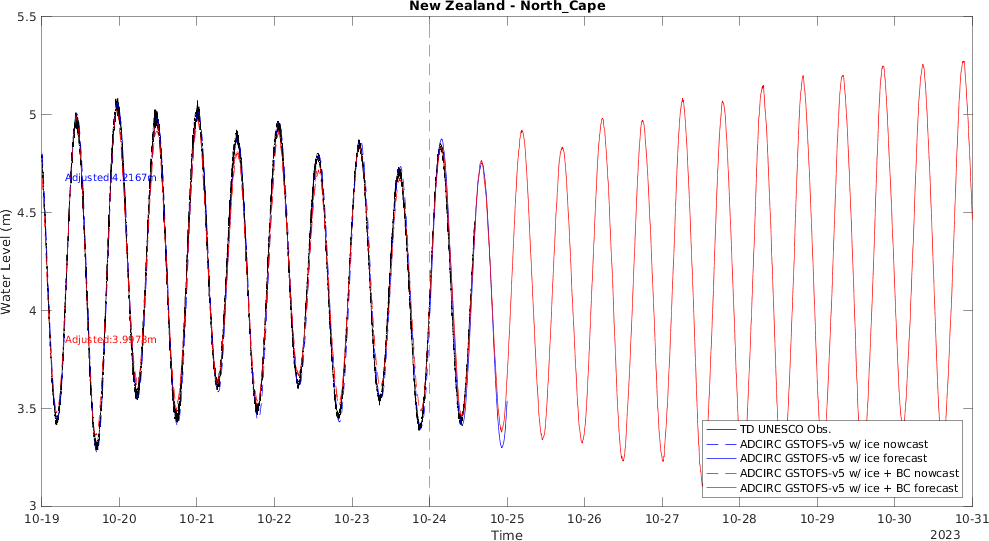 New Zealand - North_Cape
5.5
5
4.5
4
3.5
3
Water Level (m)
Adjusted:4.2167m
Adjusted:3.9973m
TD UNESCO Obs.
ADCIRC GSTOFS-v5 w/ ice nowcast
ADCIRC GSTOFS-v5 w/ ice forecast
ADCIRC GSTOFS-v5 w/ ice + BC nowcast
ADCIRC GSTOFS-v5 w/ ice + BC forecast
10-19 10-20 10-21 10-22 10-23 10-24 10-25 10-26 10-27 10-28 10-29 10-30 10-31
Time
2023